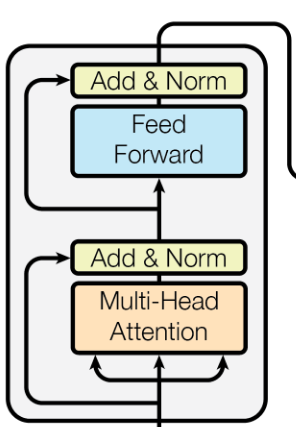 Add & Norm
Feed
Forward
Add & Norm
Multi-Head
Attention